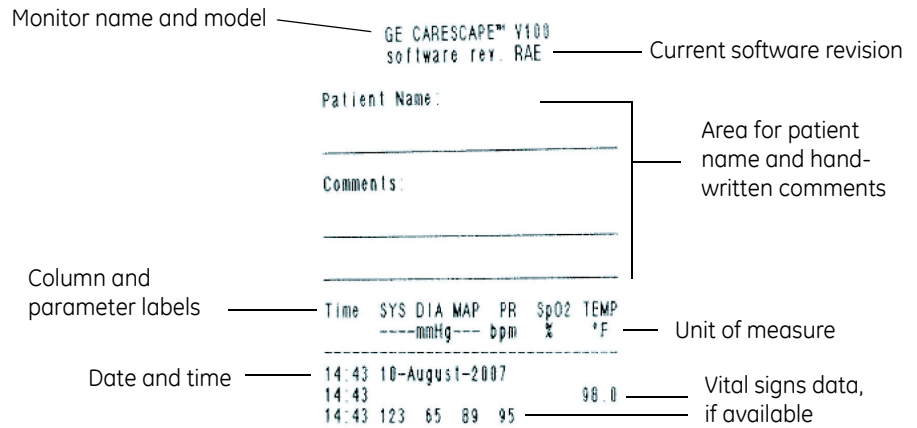 Monitor name and model
GE CARESCAPE™ V100
software rev. RAE
Current software revision
Patient Name:
Area for patient
name and hand-
written comments
Comments:
Column and
parameter labels
Time SYS DIA MAP PR SpO2 TEMP
----mmHg--- bpm % °F
Unit of measure
Date and time
14:43 10-August-2007
14:43 98.0
14:43 123 65 89 95
Vital signs data,
if available